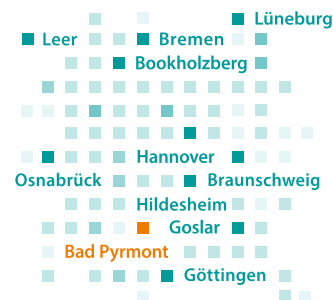 Lüneburg
Leer Bremen
Bookholzberg
Hannover
Osnabrück Braunschweig
Hildesheim
Goslar
Bad Pyrmont
Göttingen